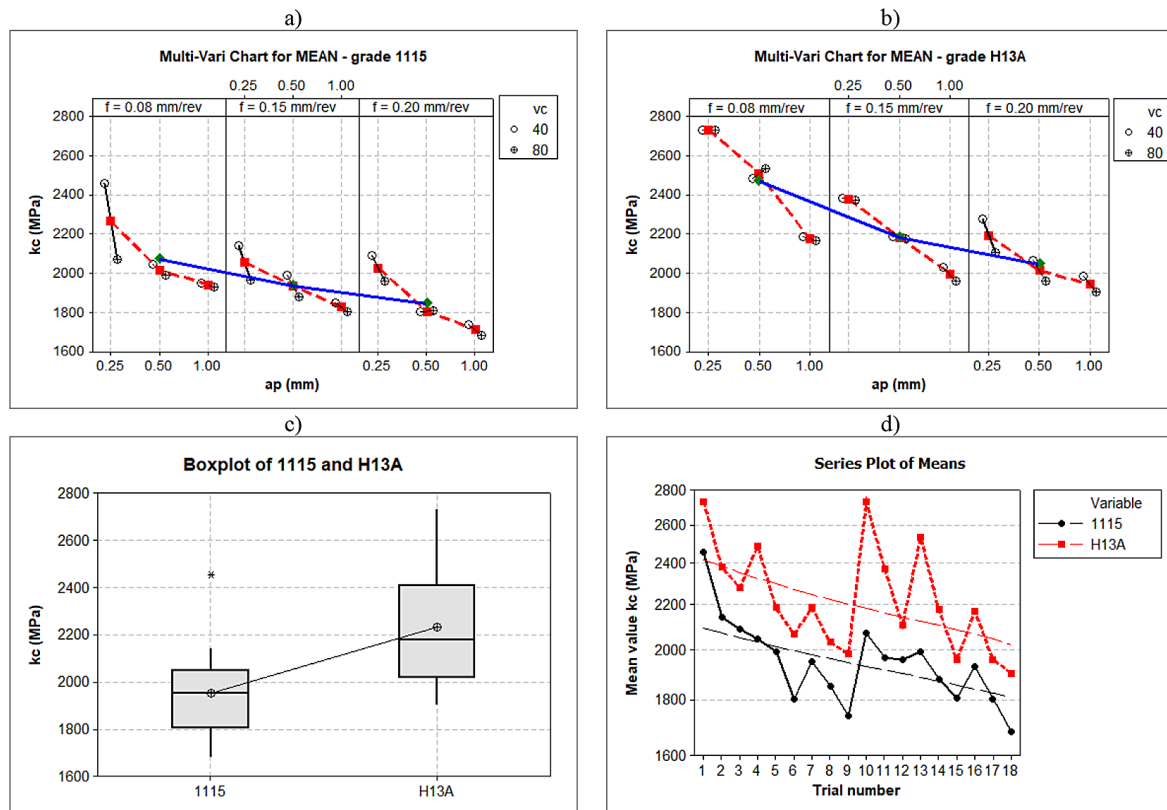 a)
Multi-Vari Chart for MEAN - grade 1115
0.25 0.50 1.00
f = 0.08 mm/rev f = 0.15 mm/rev f = 0.20 mm/rev
vc
40
80
2800
2600
2400
2200
2000
1800
1600
kc (MPa)
0.25 0.50 1.00 0.25 0.50 1.00
ap (mm)
b)
Multi-Vari Chart for MEAN - grade H13A
0.25 0.50 1.00
f = 0.08 mm/rev f = 0.15 mm/rev f = 0.20 mm/rev
vc
40
80
2800
2600
2400
2200
2000
1800
1600
kc (MPa)
0.25 0.50 1.00 0.25 0.50 1.00
ap (mm)
c)
Boxplot of 1115 and H13A
2800
2600
2400
2200
2000
1800
1600
kc (MPa)
1115 H13A
d)
Series Plot of Means
Variable
1115
H13A
2800
2600
2400
2200
2000
1800
1600
Mean value kc (MPa)
1 2 3 4 5 6 7 8 9 10 11 12 13 14 15 16 17 18
Trial number